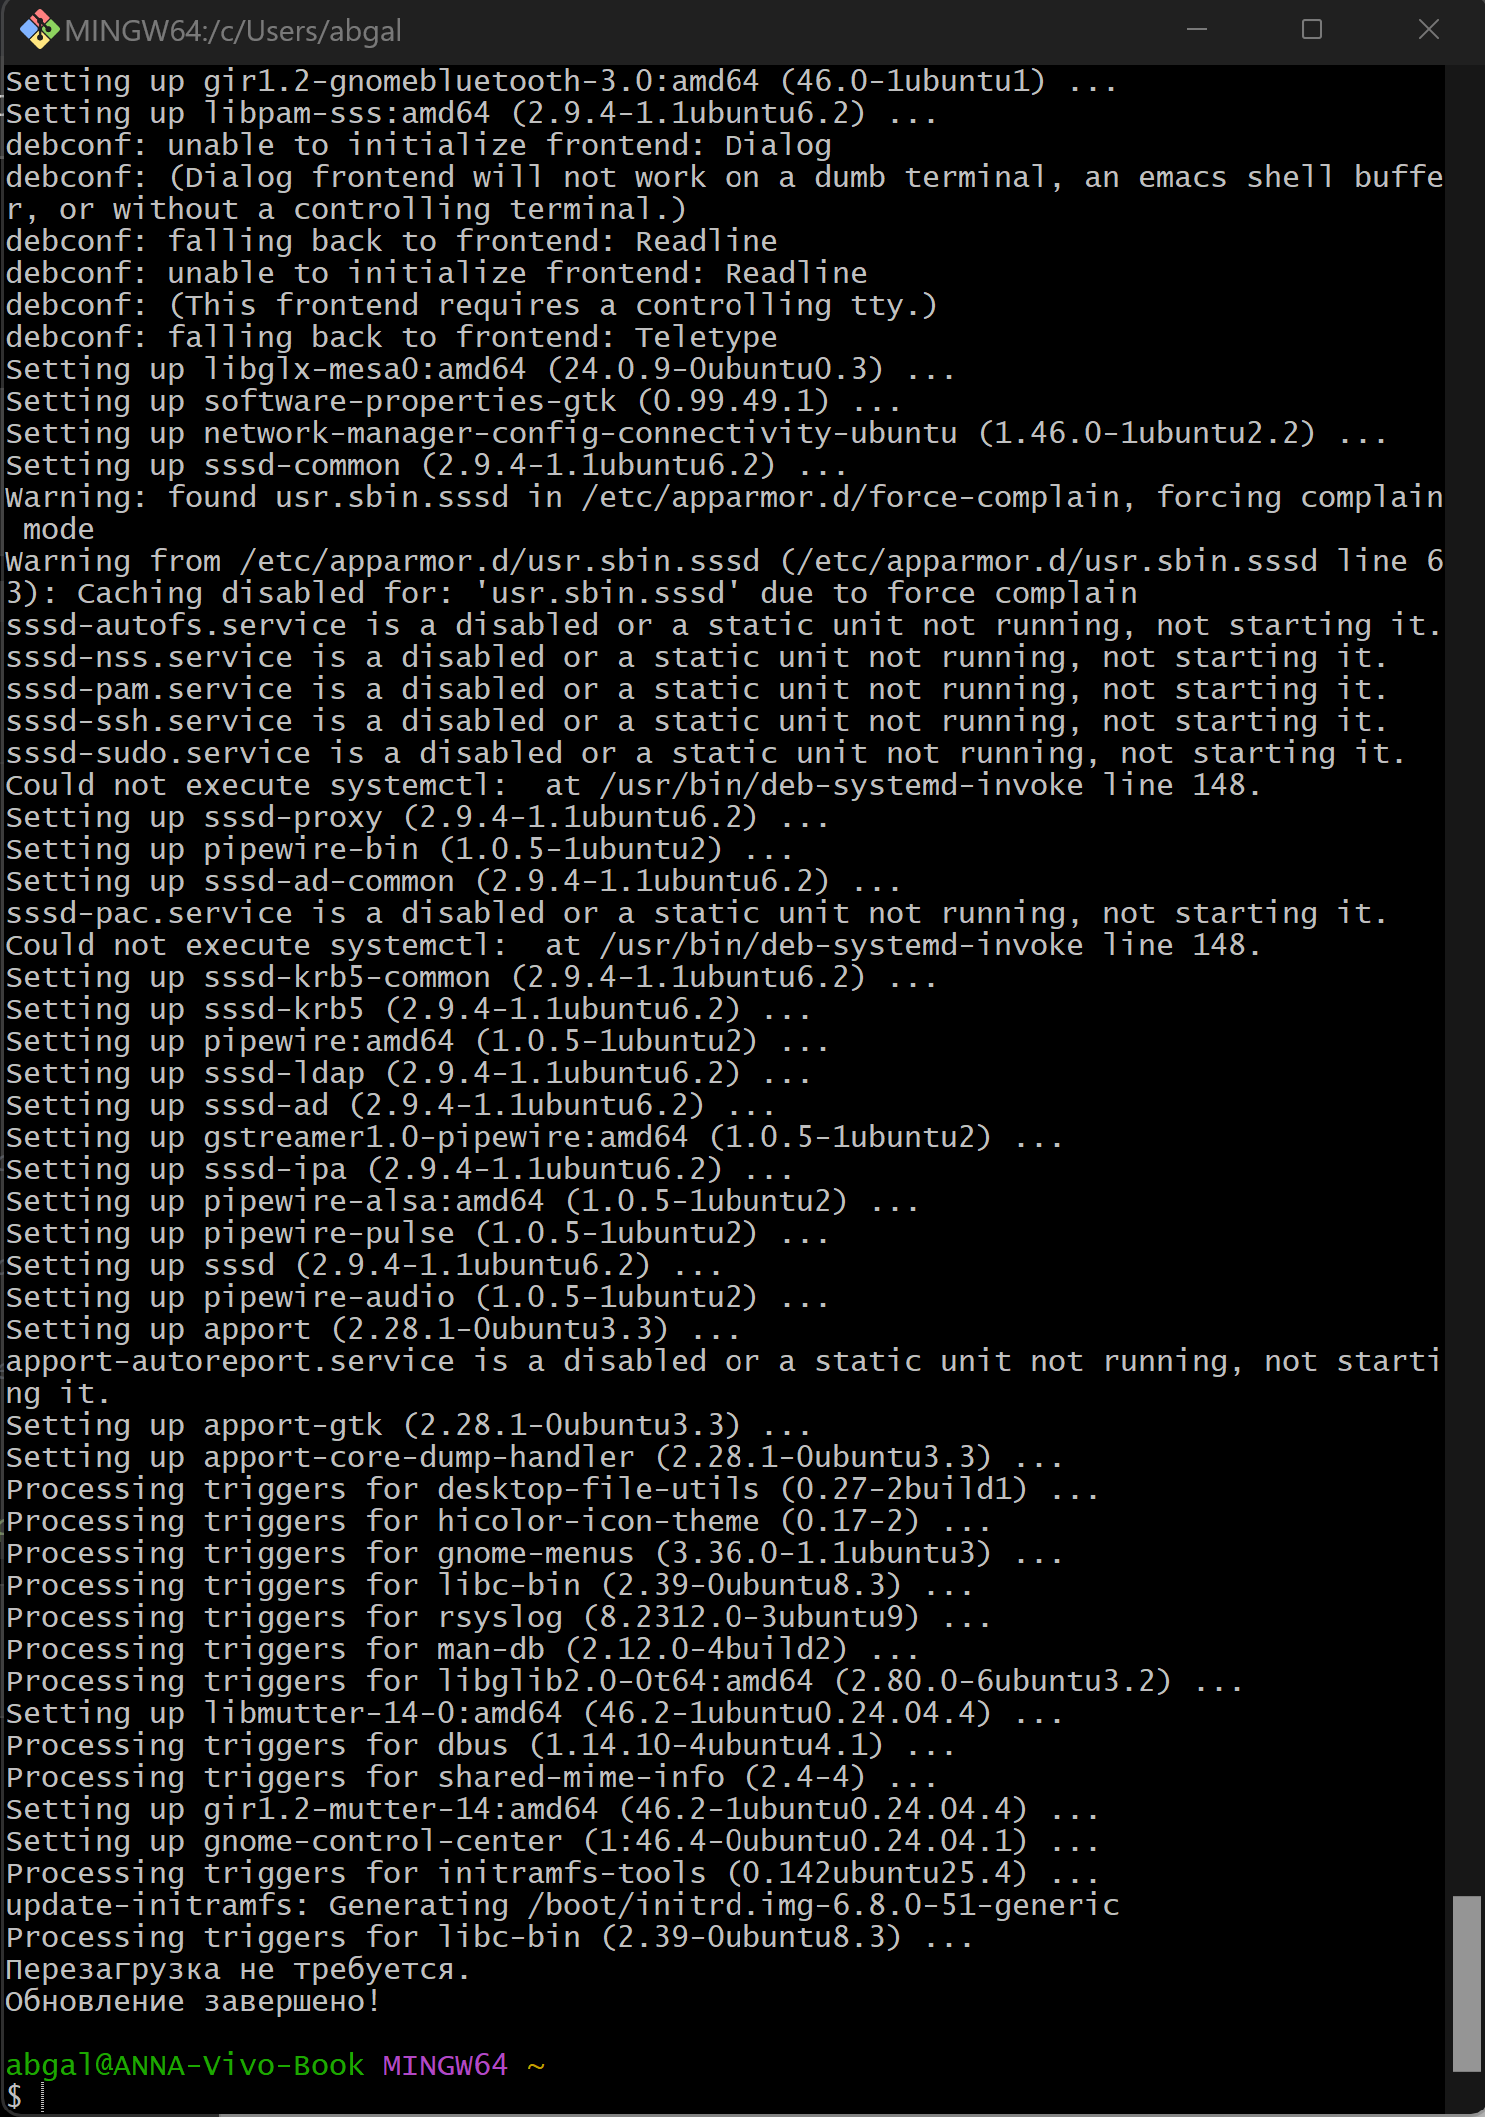 MINGW64:/c/Users/abgal
Setting up gir1.2-gnomebluetooth-3.0:amd64 (46.0-1ubuntu1) ...
Setting up libpam-sss:amd64 (2.9.4-1.1ubuntu6.2) ...
debconf: unable to initialize frontend: Dialog
debconf: (Dialog frontend will not work on a dumb terminal, an emacs shell buffe
r, or without a controlling terminal.)
debconf: falling back to frontend: Readline
debconf: unable to initialize frontend: Readline
debconf: (This frontend requires a controlling tty.)
debconf: falling back to frontend: Teletype
Setting up libglx-mesa0:amd64 (24.0.9-0ubuntu0.3) ...
Setting up software-properties-gtk (0.99.49.1) ...
Setting up network-manager-config-connectivity-ubuntu (1.46.0-1ubuntu2.2) ...
Setting up sssd-common (2.9.4-1.1ubuntu6.2) ...
Warning: found usr.sbin.sssd in /etc/apparmor.d/force-complain, forcing complain
 mode
Warning from /etc/apparmor.d/usr.sbin.sssd (/etc/apparmor.d/usr.sbin.sssd line 6
3): Caching disabled for: 'usr.sbin.sssd' due to force complain
sssd-autofs.service is a disabled or a static unit not running, not starting it.
sssd-nss.service is a disabled or a static unit not running, not starting it.
sssd-pam.service is a disabled or a static unit not running, not starting it.
sssd-ssh.service is a disabled or a static unit not running, not starting it.
sssd-sudo.service is a disabled or a static unit not running, not starting it.
Could not execute systemctl:  at /usr/bin/deb-systemd-invoke line 148.
Setting up sssd-proxy (2.9.4-1.1ubuntu6.2) ...
Setting up pipewire-bin (1.0.5-1ubuntu2) ...
Setting up sssd-ad-common (2.9.4-1.1ubuntu6.2) ...
sssd-pac.service is a disabled or a static unit not running, not starting it.
Could not execute systemctl:  at /usr/bin/deb-systemd-invoke line 148.
Setting up sssd-krb5-common (2.9.4-1.1ubuntu6.2) ...
Setting up sssd-krb5 (2.9.4-1.1ubuntu6.2) ...
Setting up pipewire:amd64 (1.0.5-1ubuntu2) ...
Setting up sssd-ldap (2.9.4-1.1ubuntu6.2) ...
Setting up sssd-ad (2.9.4-1.1ubuntu6.2) ...
Setting up gstreamer1.0-pipewire:amd64 (1.0.5-1ubuntu2) ...
Setting up sssd-ipa (2.9.4-1.1ubuntu6.2) ...
Setting up pipewire-alsa:amd64 (1.0.5-1ubuntu2) ...
Setting up pipewire-pulse (1.0.5-1ubuntu2) ...
Setting up sssd (2.9.4-1.1ubuntu6.2) ...
Setting up pipewire-audio (1.0.5-1ubuntu2) ...
Setting up apport (2.28.1-0ubuntu3.3) ...
apport-autoreport.service is a disabled or a static unit not running, not starti
ng it.
Setting up apport-gtk (2.28.1-0ubuntu3.3) ...
Setting up apport-core-dump-handler (2.28.1-0ubuntu3.3) ...
Processing triggers for desktop-file-utils (0.27-2build1) ...
Processing triggers for hicolor-icon-theme (0.17-2) ...
Processing triggers for gnome-menus (3.36.0-1.1ubuntu3) ...
Processing triggers for libc-bin (2.39-0ubuntu8.3) ...
Processing triggers for rsyslog (8.2312.0-3ubuntu9) ...
Processing triggers for man-db (2.12.0-4build2) ...
Processing triggers for libglib2.0-0t64:amd64 (2.80.0-6ubuntu3.2) ...
Setting up libmutter-14-0:amd64 (46.2-1ubuntu0.24.04.4) ...
Processing triggers for dbus (1.14.10-4ubuntu4.1) ...
Processing triggers for shared-mime-info (2.4-4) ...
Setting up gir1.2-mutter-14:amd64 (46.2-1ubuntu0.24.04.4) ...
Setting up gnome-control-center (1:46.4-0ubuntu0.24.04.1) ...
Processing triggers for initramfs-tools (0.142ubuntu25.4) ...
update-initramfs: Generating /boot/initrd.img-6.8.0-51-generic
Processing triggers for libc-bin (2.39-0ubuntu8.3) ...
Перезагрузка не требуется.
Обновление завершено!
abgal@ANNA-Vivo-Book MINGW64 ~
$